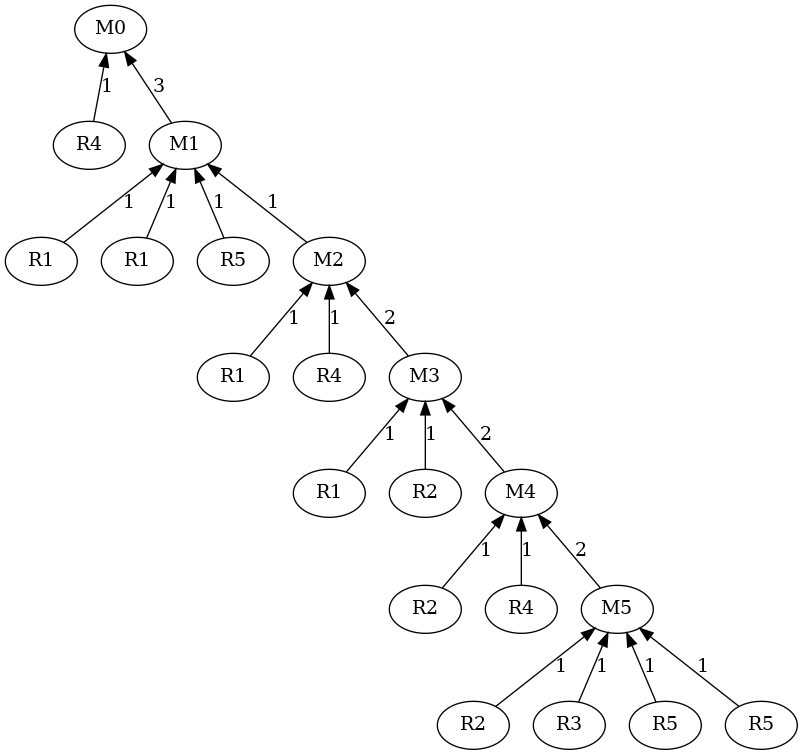 M0
1 3
R4 M1
1 1 1 1
R1 R1 R5 M2
1 1 2
R1 R4 M3
1 1 2
R1 R2 M4
1 1 2
R2 R4 M5
1 1 1 1
R2 R3 R5 R5